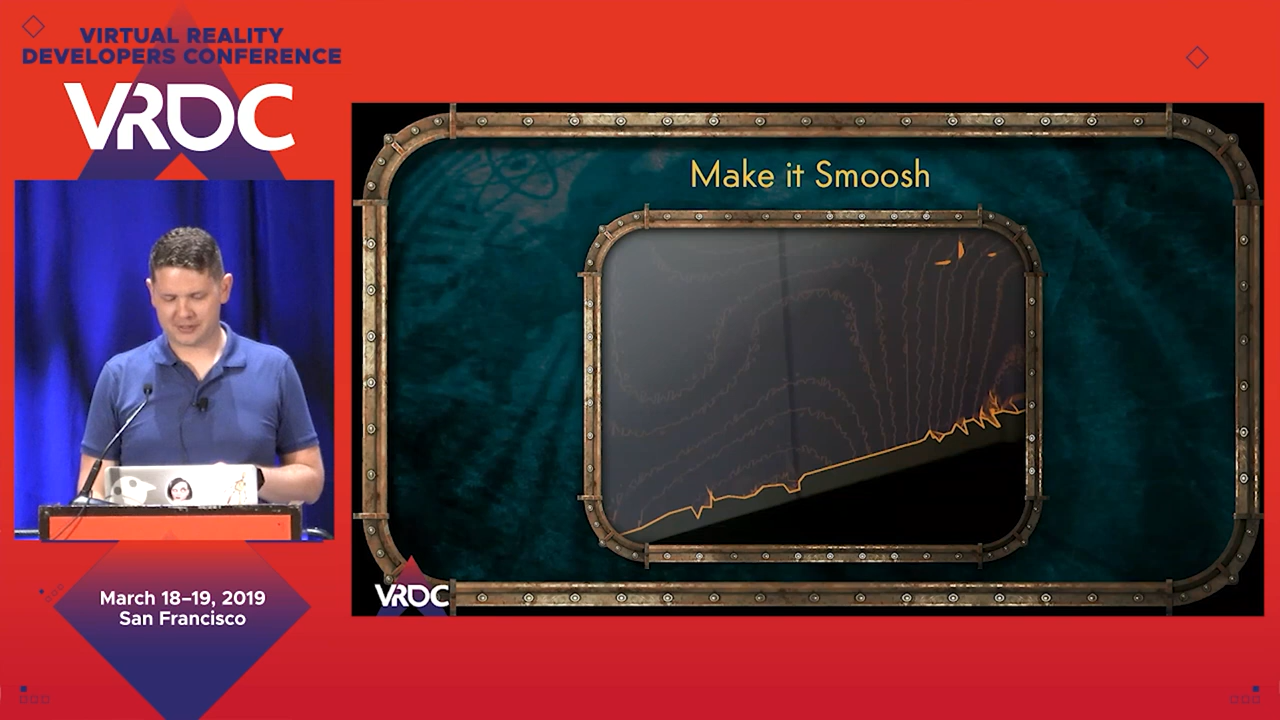 VIRTUAL REALITY
DEVELOPERS CONFERENCE
VRDC
Make it Smoosh
VRDC
March 18–19, 2019
San Francisco